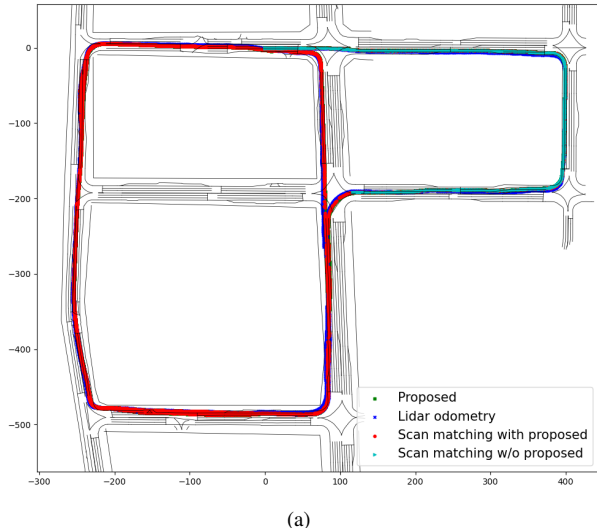 0
−100
−200
−300
−400
−500
Proposed
Lidar odometry
Scan matching with proposed
Scan matching w/o proposed
−300 −200 −100 0 100 200 300 400
(a)